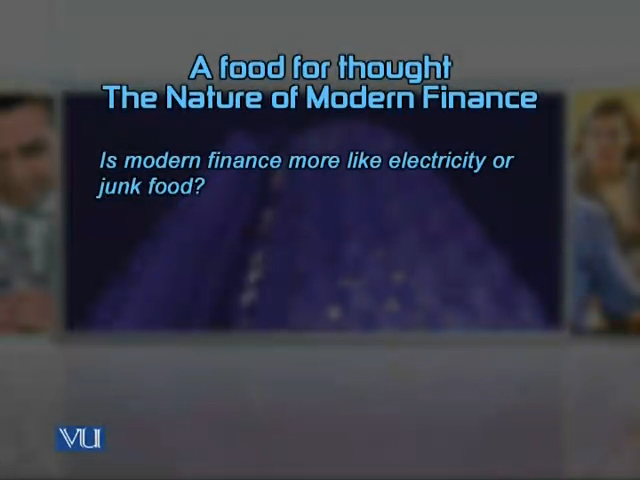 A food for thought
The Nature of Modern Finance
Is modern finance more like electricity or
junk food?
VU